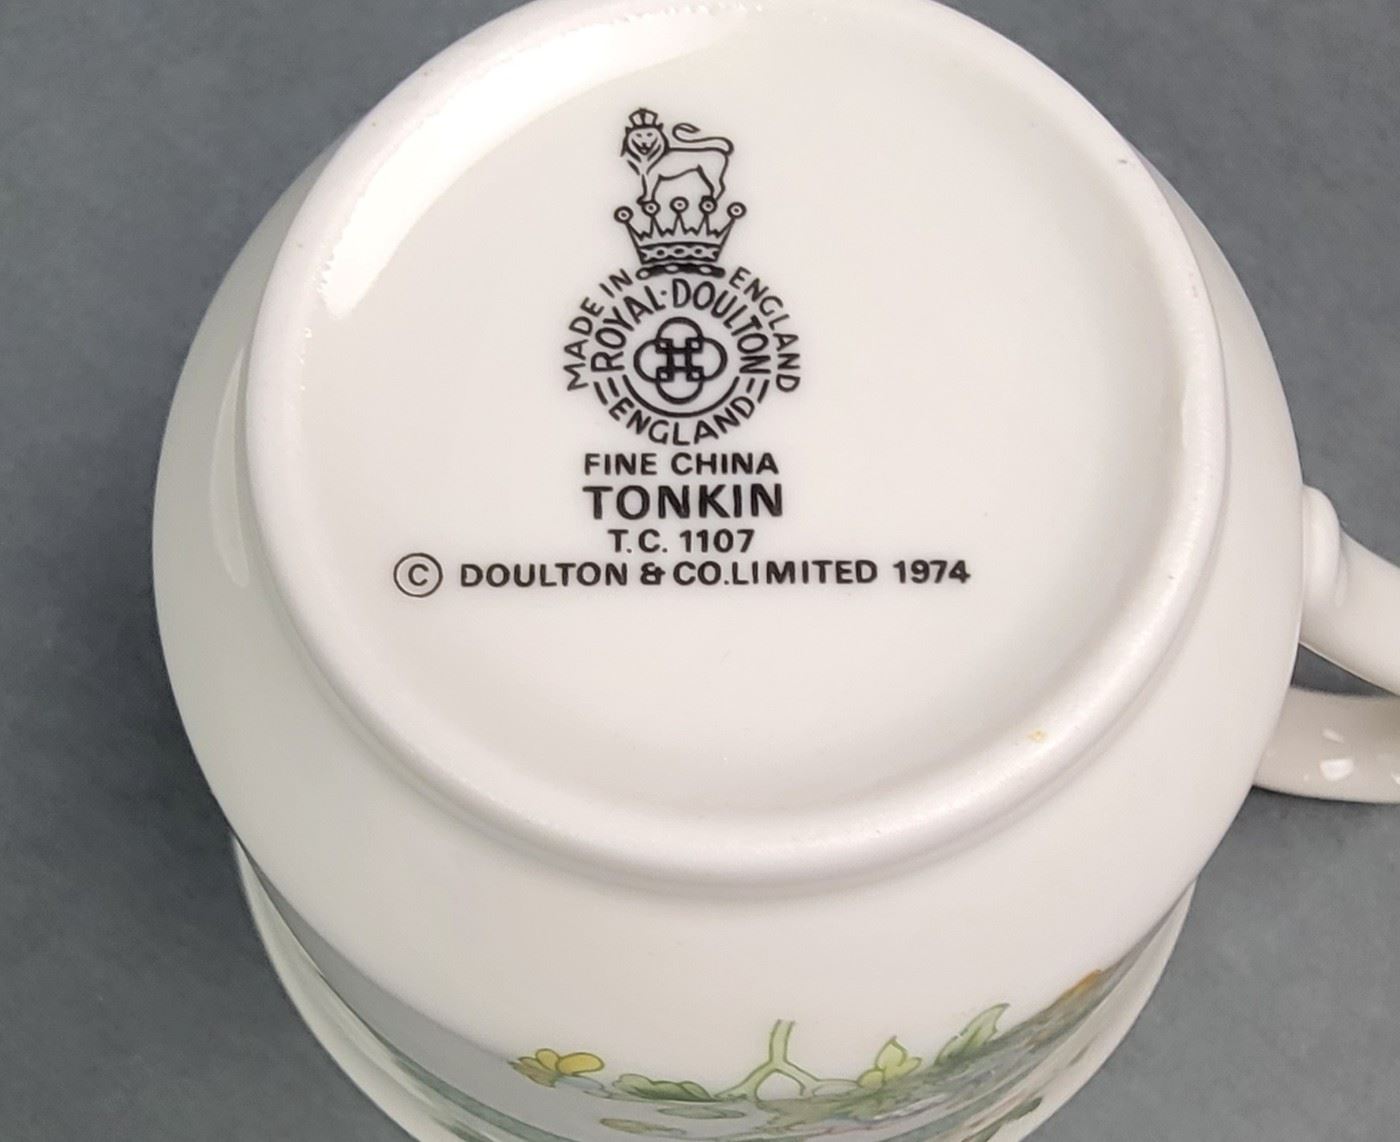 MADE IN ENGLAND
ROYAL·DOULTON
ENGLAND
FINE CHINA
TONKIN
T.C. 1107
© DOULTON & CO.LIMITED 1974